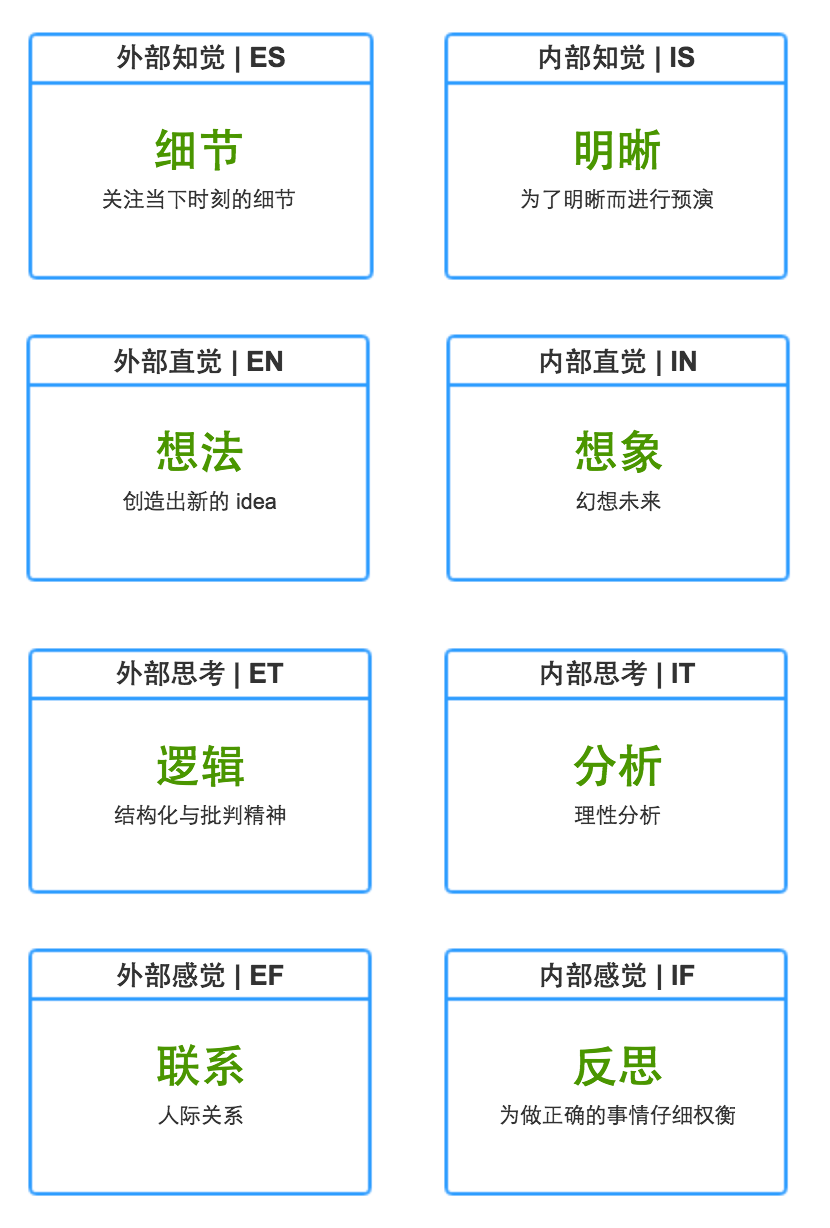 外部知觉 | ES
细节
关注当下时刻的细节
内部知觉 | IS
明晰
为了明晰而进行预演
外部直觉 | EN
想法
创造出新的 idea
内部直觉 | IN
想象
幻想未来
外部思考 | ET
逻辑
结构化与批判精神
内部思考 | IT
分析
理性分析
外部感觉 | EF
联系
人际关系
内部感觉 | IF
反思
为做正确的事情仔细权衡